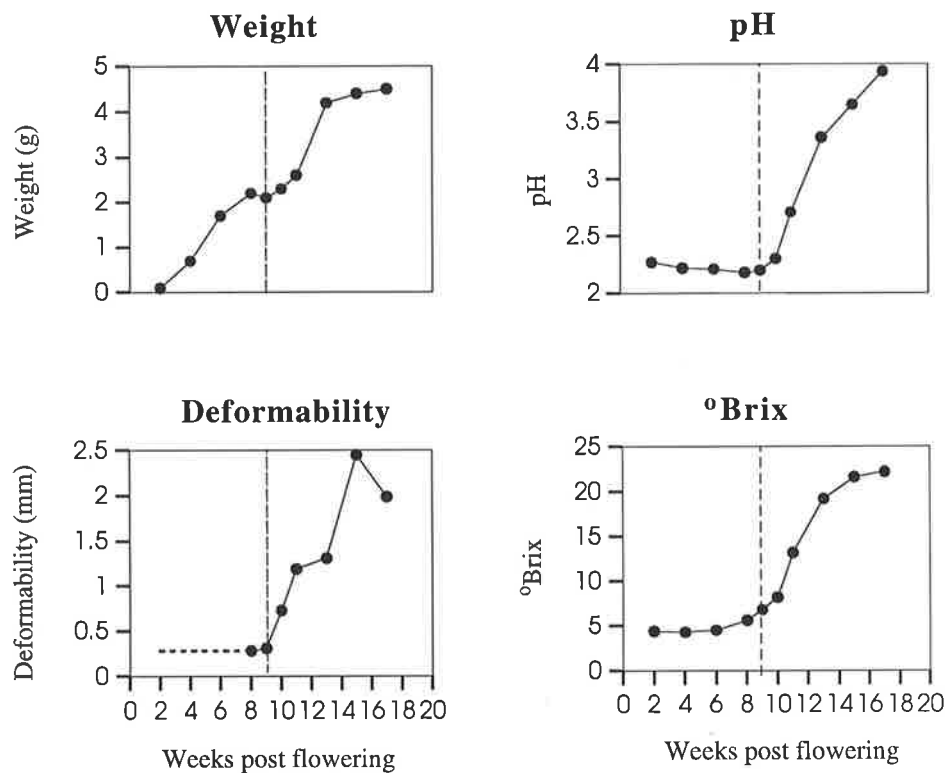 Weight
Weight (g)
5
4
3
2
1
0
pH
pH
4
3.5
3
2.5
2
Deformability
Deformability (mm)
2.5
2
1.5
1
0.5
0
0 2 4 6 8 10 12 14 16 18 20
Weeks post flowering
°Brix
°Brix
25
20
15
10
5
0
0 2 4 6 8 10 12 14 16 18 20
Weeks post flowering